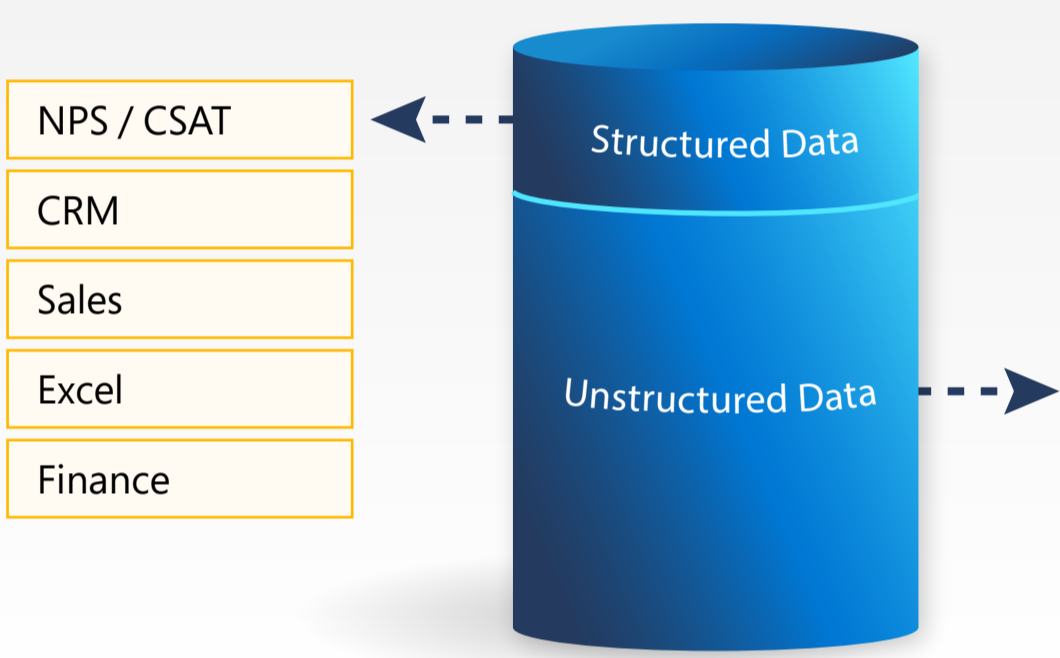 NPS / CSAT
CRM
Sales
Excel
Finance
Structured Data
Unstructured Data